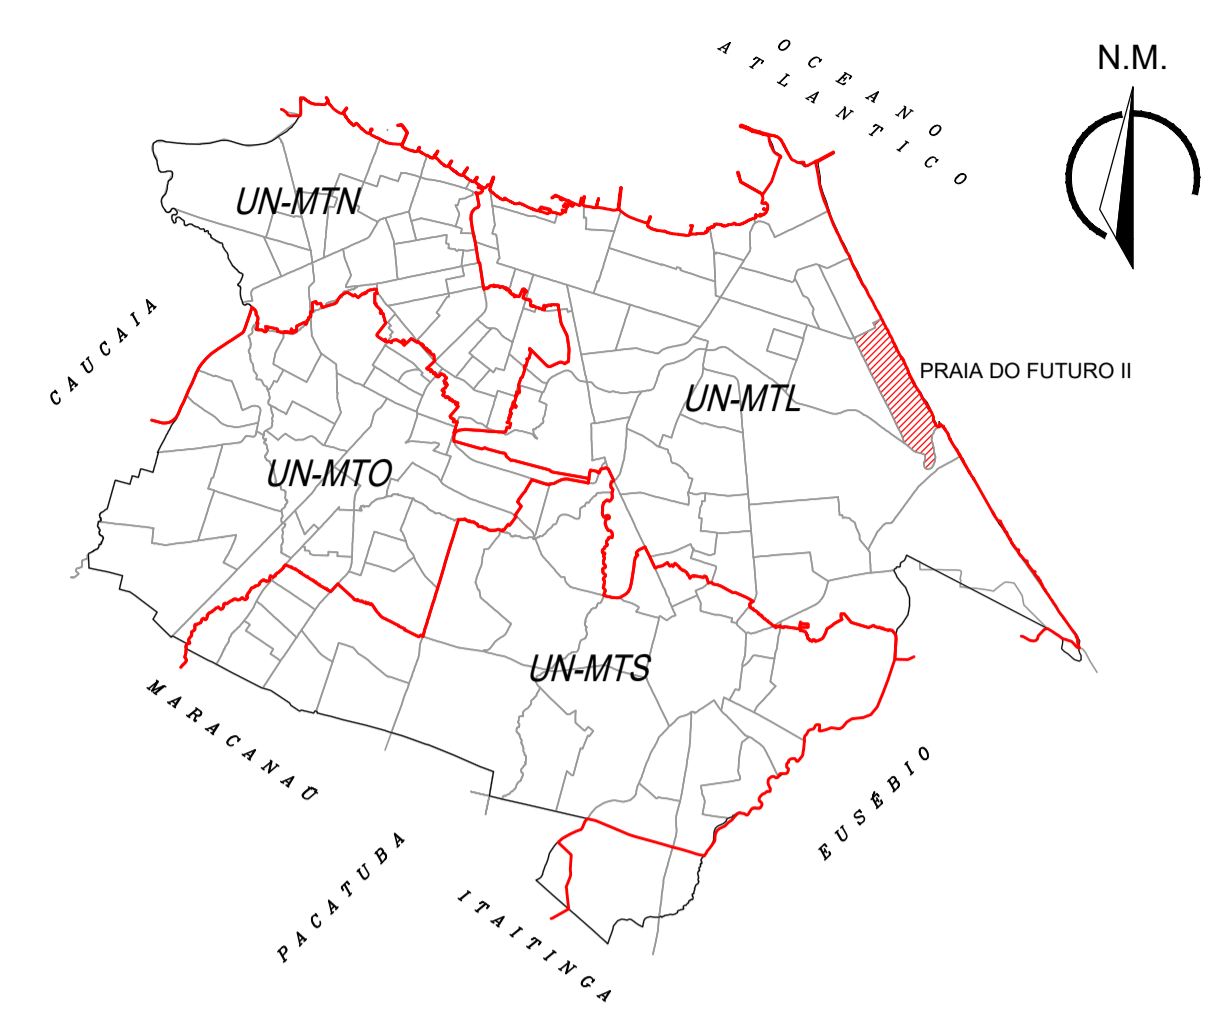 OCEANO
ATLANTICO
N.M.
UN-MTN
CAUCAIA
PRAIA DO FUTURO II
UN-MTL
UN-MTO
UN-MTS
MARACANAÚ
EUSÉBIO
PACATUBA
ITAITINGA